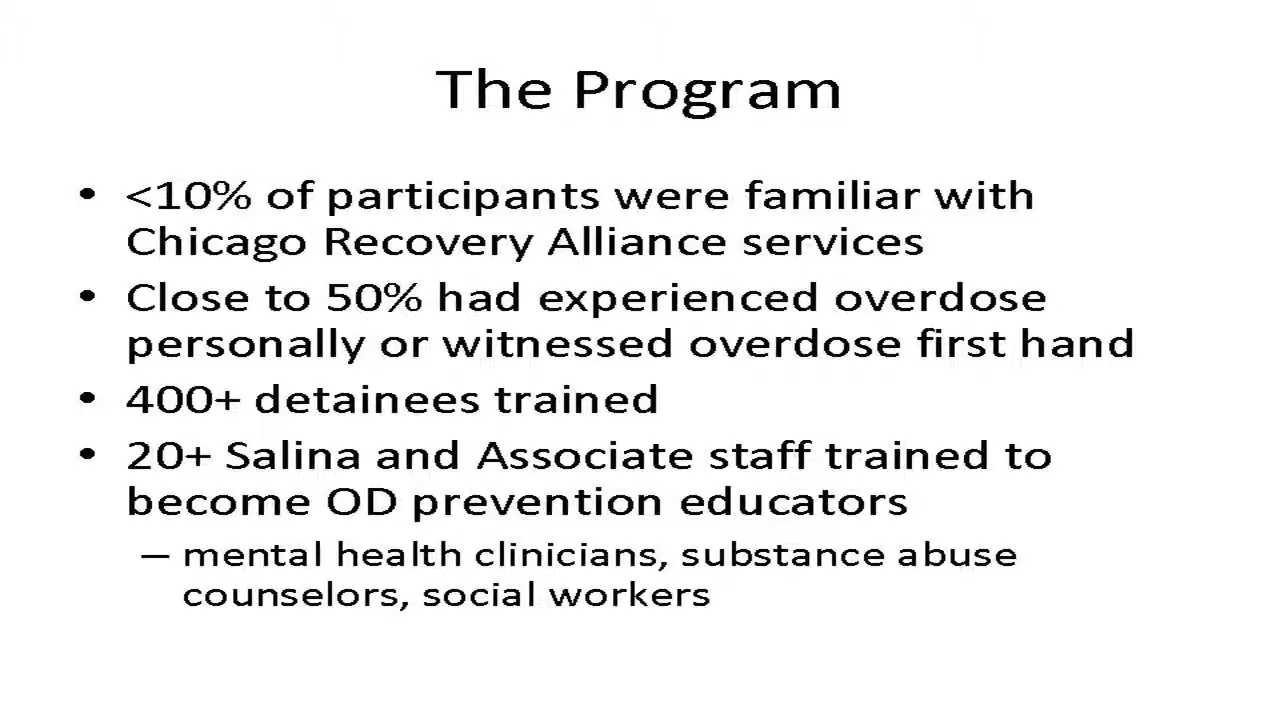 The Program
• <10% of participants were familiar with
Chicago Recovery Alliance services
• Close to 50% had experienced overdose
personally or witnessed overdose first hand
• 400+ detainees trained
• 20+ Salina and Associate staff trained to
become OD prevention educators
– mental health clinicians, substance abuse
counselors, social workers